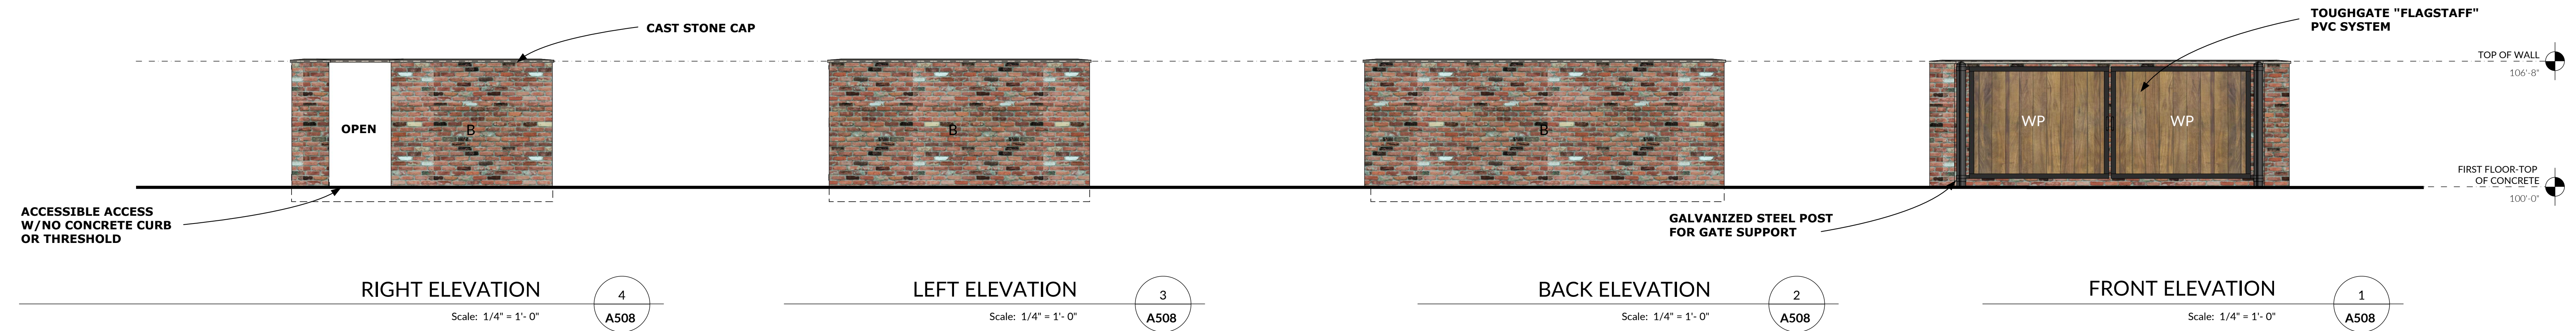 CAST STONE CAP
OPEN
B
ACCESSIBLE ACCESS
W/NO CONCRETE CURB
OR THRESHOLD
RIGHT ELEVATION
Scale: 1/4" = 1'- 0"
4
A508
B
LEFT ELEVATION
Scale: 1/4" = 1'- 0"
3
A508
B
BACK ELEVATION
Scale: 1/4" = 1'- 0"
2
A508
TOUGHGATE "FLAGSTAFF"
PVC SYSTEM
WP
WP
GALVANIZED STEEL POST
FOR GATE SUPPORT
TOP OF WALL
106'-8"
FIRST FLOOR-TOP
OF CONCRETE
100'-0"
FRONT ELEVATION
Scale: 1/4" = 1'- 0"
1
A508